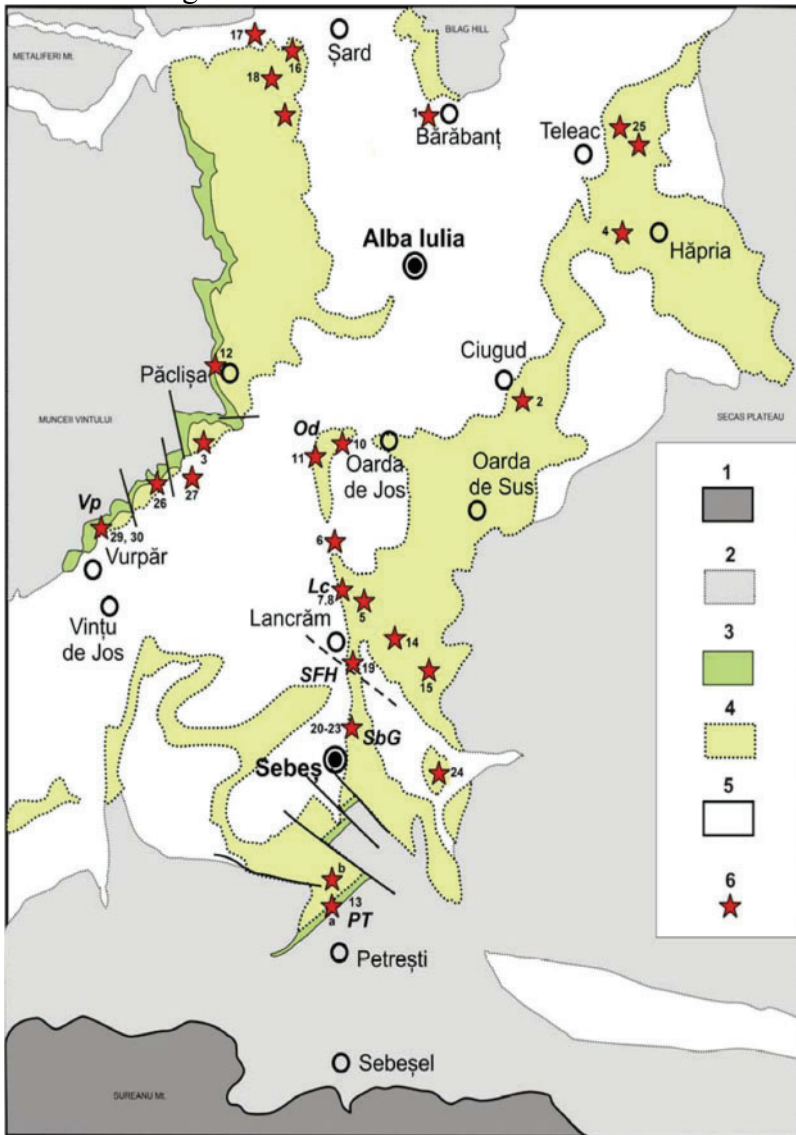 17
16
Șard
BILAG HILL
METALIFERI Mt.
18
1
Bărăbanț
Teleac
25
Alba Iulia
4
Hăpria
12
Păclișa
Ciugud
2
MUNCEII VINTULUI
SECAS PLATEAU
Od
10
11
3
Oarda
de Jos
Oarda
de Sus
26
27
Vp
29, 30
Vurpăr
6
Lc
7,8
5
Vințu
de Jos
Lancrăm
14
SFH
19
15
20-23
SbG
Sebeș
24
b
13
a
PT
Petrești
Sebeșel
SUREANU Mt.
1
2
3
4
5
6